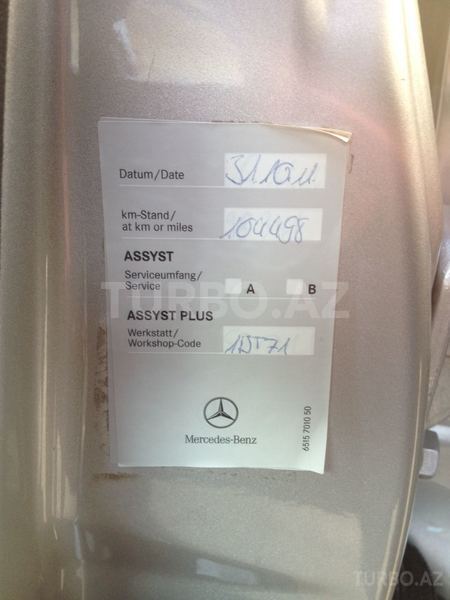 Datum/Date 31.10.11
km-Stand/
at km or miles 104498
ASSYST
Serviceumfang/
Service A B
TURBO.AZ
ASSYST PLUS
Werkstatt/
Workshop-Code
Mercedes-Benz
6515 7010 50
TURBO.AZ